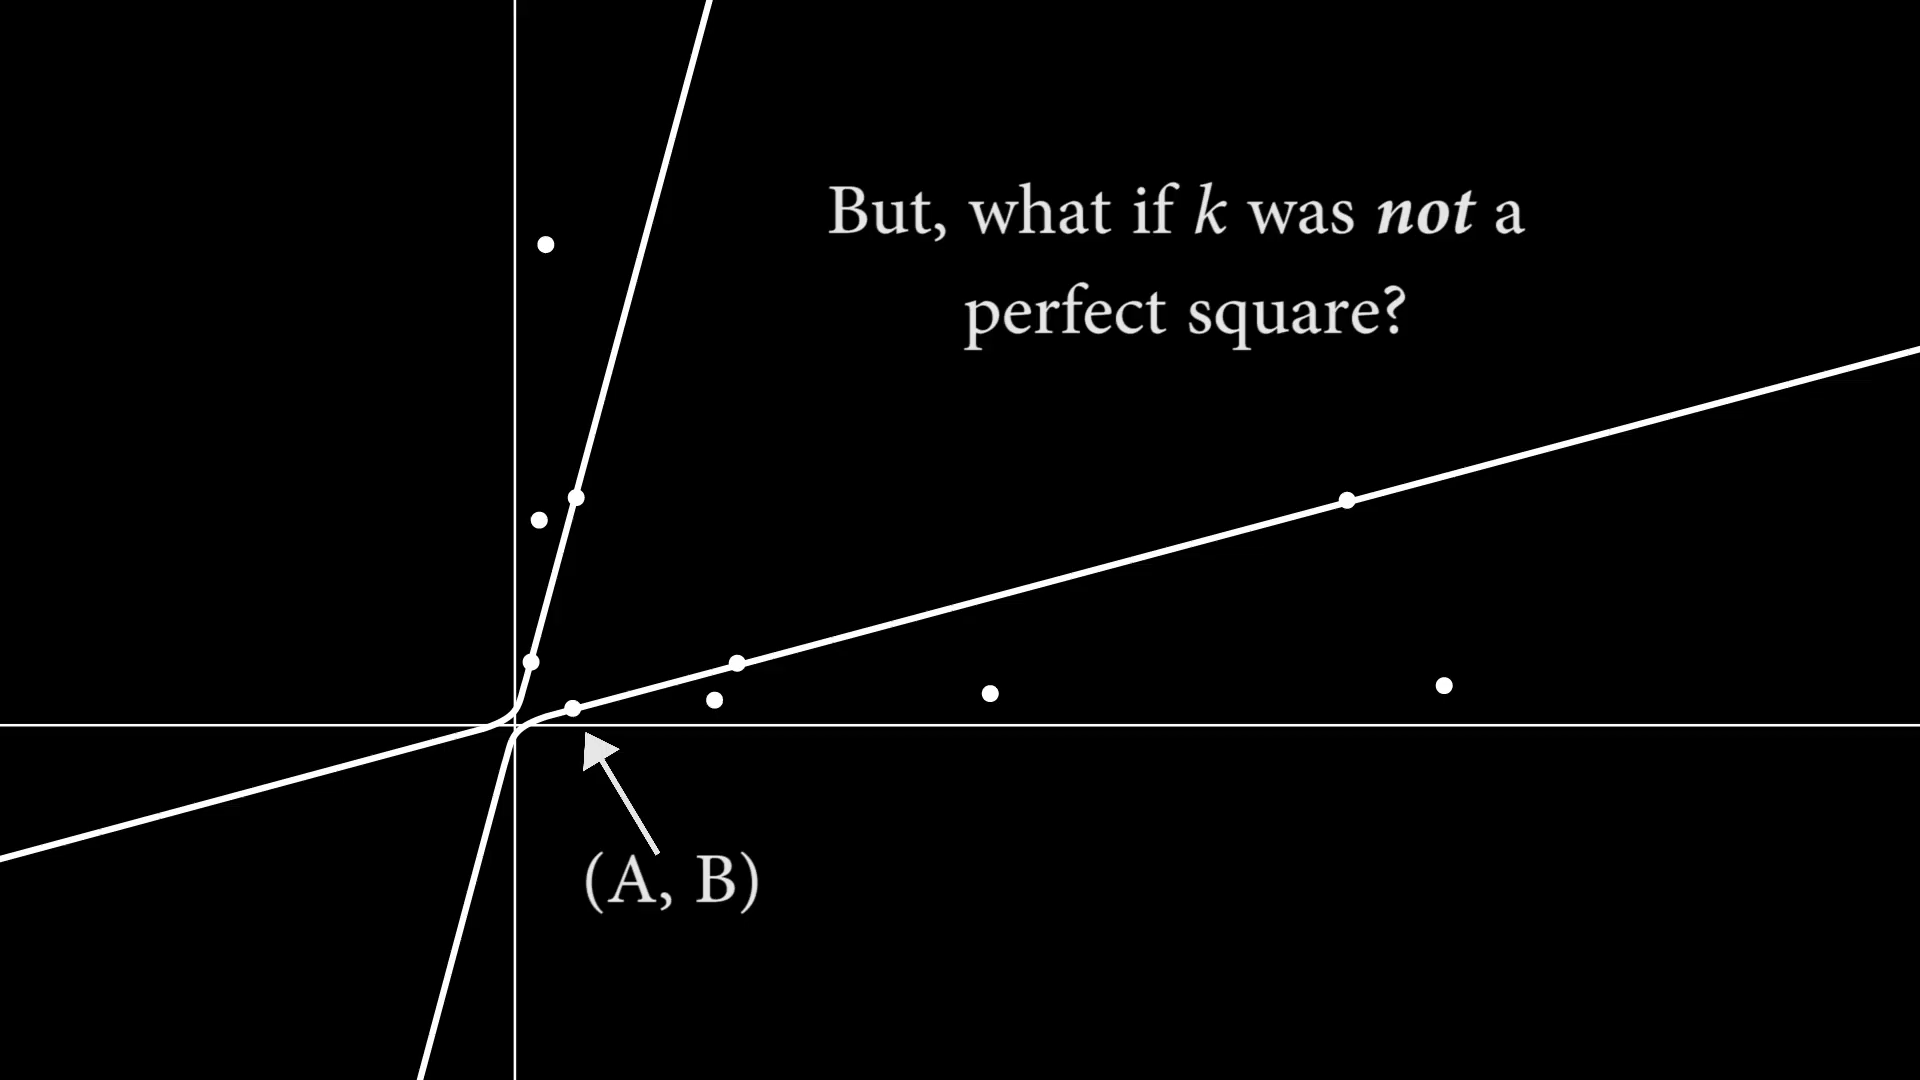 But, what if k was not a
perfect square?
(A, B)